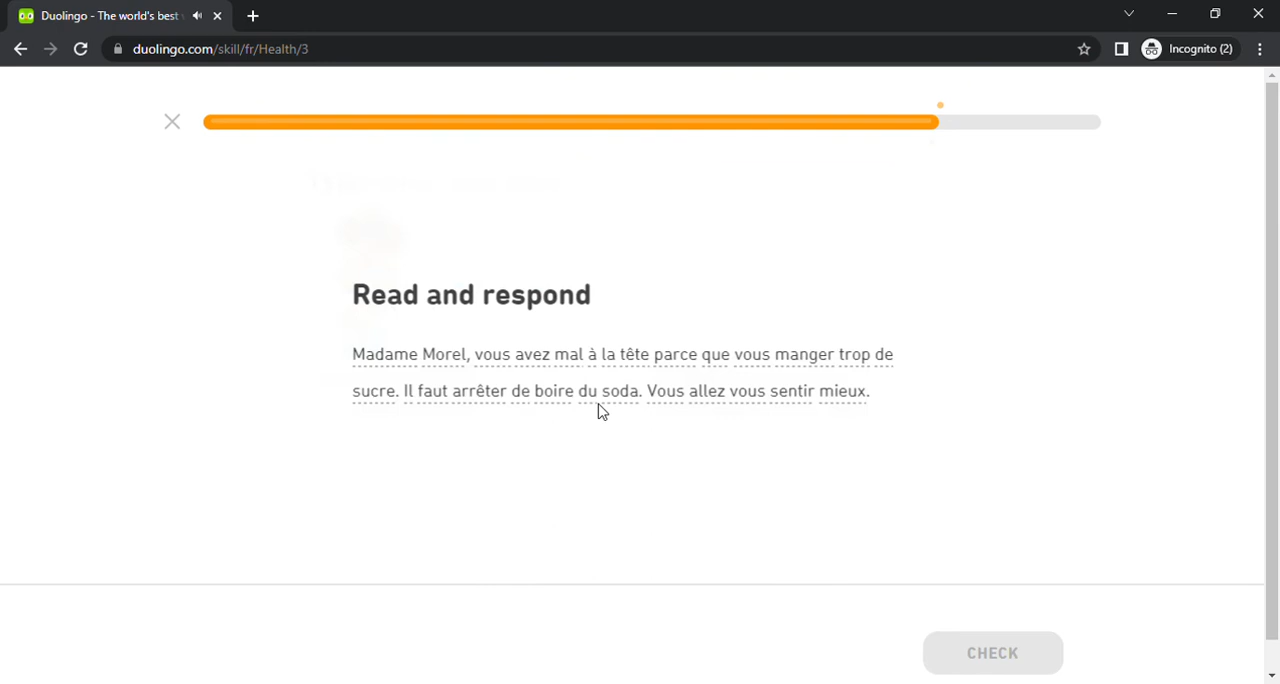 Duolingo - The world's best
duolingo.com/skill/fr/Health/3
Incognito (2)
Read and respond
Madame Morel, vous avez mal à la tête parce que vous manger trop de
sucre. Il faut arrêter de boire du soda. Vous allez vous sentir mieux.
CHECK